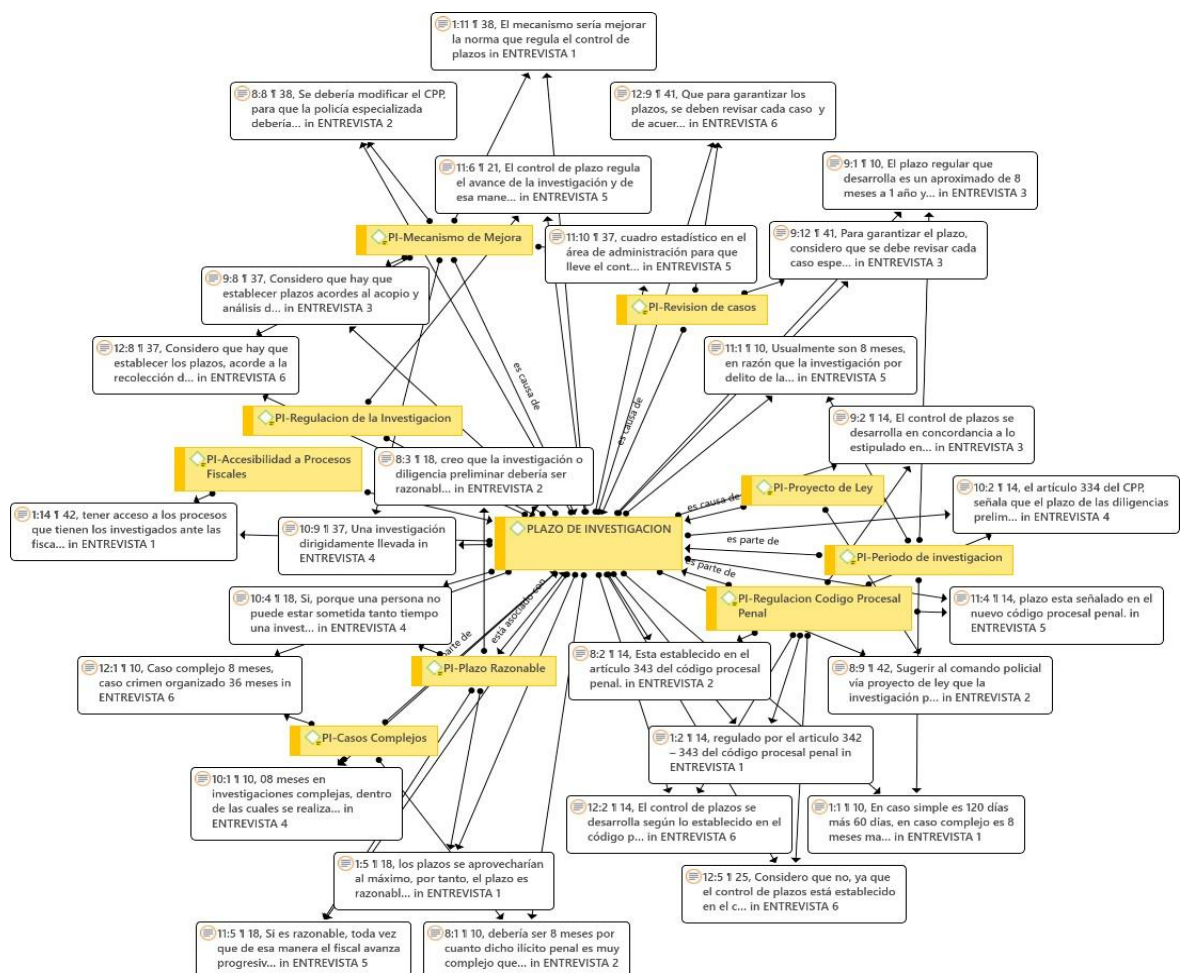 1:11 ¶ 38, El mecanismo sería mejorar
la norma que regula el control de
plazos in ENTREVISTA 1
8:8 ¶ 38, Se debería modificar el CPP,
para que la policía especializada
debería... in ENTREVISTA 2
12:9 ¶ 41, Que para garantizar los
plazos, se deben revisar cada caso y
de acuer... in ENTREVISTA 6
11:6 ¶ 21, El control de plazo regula
el avance de la investigación y de
esa mane... in ENTREVISTA 5
9:1 ¶ 10, El plazo regular que
desarrolla es un aproximado de 8
meses a 1 año y... in ENTREVISTA 3
PI-Mecanismo de Mejora
11:10 ¶ 37, cuadro estadístico en el
área de administración para que
lleve el cont... in ENTREVISTA 5
9:12 ¶ 41, Para garantizar el plazo,
considero que se debe revisar cada
caso espe... in ENTREVISTA 3
9:8 ¶ 37, Considero que hay que
establecer plazos acordes al acopio y
análisis d... in ENTREVISTA 3
PI-Revision de casos
12:8 ¶ 37, Considero que hay que
establecer los plazos, acorde a la
recolección d... in ENTREVISTA 6
11:1 ¶ 10, Usualmente son 8 meses,
en razón que la investigación por
delito de la... in ENTREVISTA 5
es causa de
es causa de
PI-Regulacion de la Investigacion
9:2 ¶ 14, El control de plazos se
desarrolla en concordancia a lo
estipulado en... in ENTREVISTA 3
PI-Accesibilidad a Procesos
Fiscales
8:3 ¶ 18, creo que la investigación o
diligencia preliminar debería ser
razonabl... in ENTREVISTA 2
PI-Proyecto de Ley
10:2 ¶ 14, el artículo 334 del CPP,
señala que el plazo de las diligencias
prelim... in ENTREVISTA 4
es causa de
1:14 ¶ 42, tener acceso a los procesos
que tienen los investigados ante las
fisca... in ENTREVISTA 1
10:9 ¶ 37, Una investigación
dirigidamente llevada in
ENTREVISTA 4
PLAZO DE INVESTIGACION
es parte de
PI-Periodo de investigacion
es parte de
10:4 ¶ 18, Si, porque una persona no
puede estar sometida tanto tiempo
una invest... in ENTREVISTA 4
está asociado con
PI-Regulacion Codigo Procesal
Penal
11:4 ¶ 14, plazo esta señalado en el
nuevo código procesal penal. in
ENTREVISTA 5
12:1 ¶ 10, Caso complejo 8 meses,
caso crimen organizado 36 meses in
ENTREVISTA 6
parte de
PI-Plazo Razonable
8:2 ¶ 14, Esta establecido en el
artículo 343 del código procesal
penal. in ENTREVISTA 2
8:9 ¶ 42, Sugerir al comando policial
vía proyecto de ley que la
investigación p... in ENTREVISTA 2
PI-Casos Complejos
1:2 ¶ 14, regulado por el articulo 342
– 343 del código procesal penal in
ENTREVISTA 1
10:1 ¶ 10, 08 meses en
investigaciones complejas, dentro
de las cuales se realiza... in
ENTREVISTA 4
12:2 ¶ 14, El control de plazos se
desarrolla según lo establecido en el
código p... in ENTREVISTA 6
1:1 ¶ 10, En caso simple es 120 días
más 60 días, en caso complejo es 8
meses ma... in ENTREVISTA 1
1:5 ¶ 18, los plazos se aprovecharían
al máximo, por tanto, el plazo es
razonabl... in ENTREVISTA 1
12:5 ¶ 25, Considero que no, ya que
el control de plazos está establecido
en el c... in ENTREVISTA 6
11:5 ¶ 18, Si es razonable, toda vez
que de esa manera el fiscal avanza
progresiv... in ENTREVISTA 5
8:1 ¶ 10, debería ser 8 meses por
cuanto dicho ilícito penal es muy
complejo que... in ENTREVISTA 2